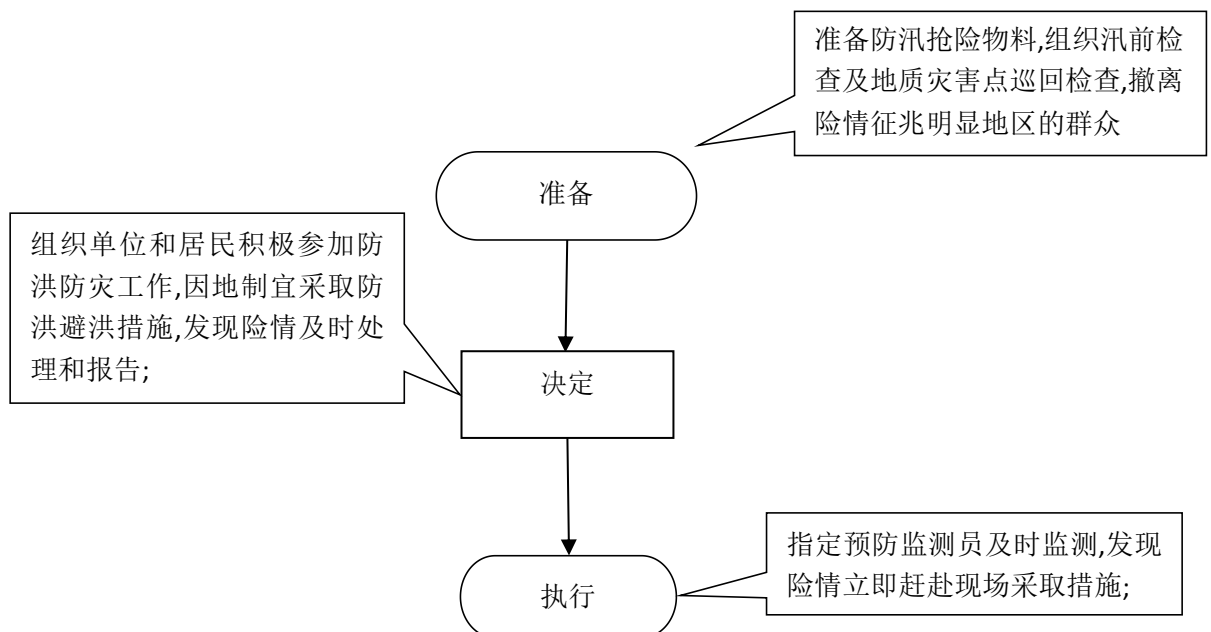 准备防汛抢险物料,组织汛前检
查及地质灾害点巡回检查,撤离
险情征兆明显地区的群众
准备
组织单位和居民积极参加防
洪防灾工作,因地制宜采取防
洪避洪措施,发现险情及时处
理和报告;
决定
指定预防监测员及时监测,发现
险情立即赶赴现场采取措施;
执行